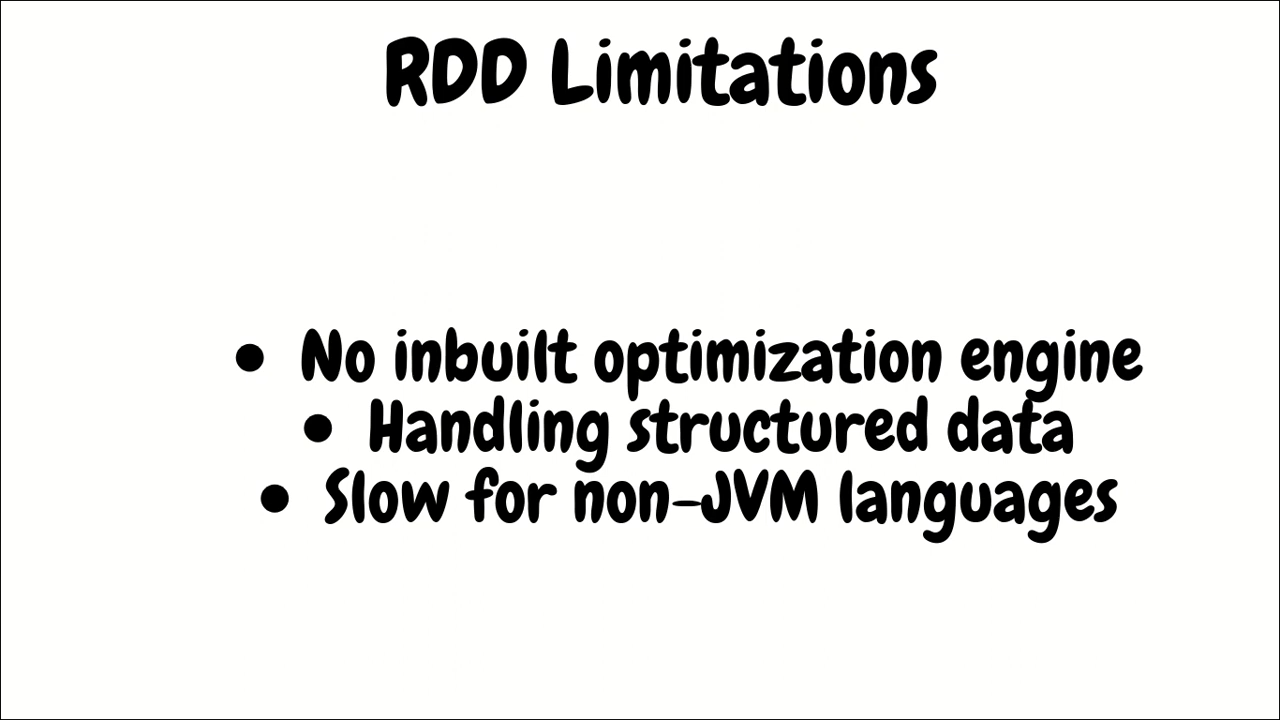 RDD Limitations
• No inbuilt optimization engine
• Handling structured data
• Slow for non-JVM languages